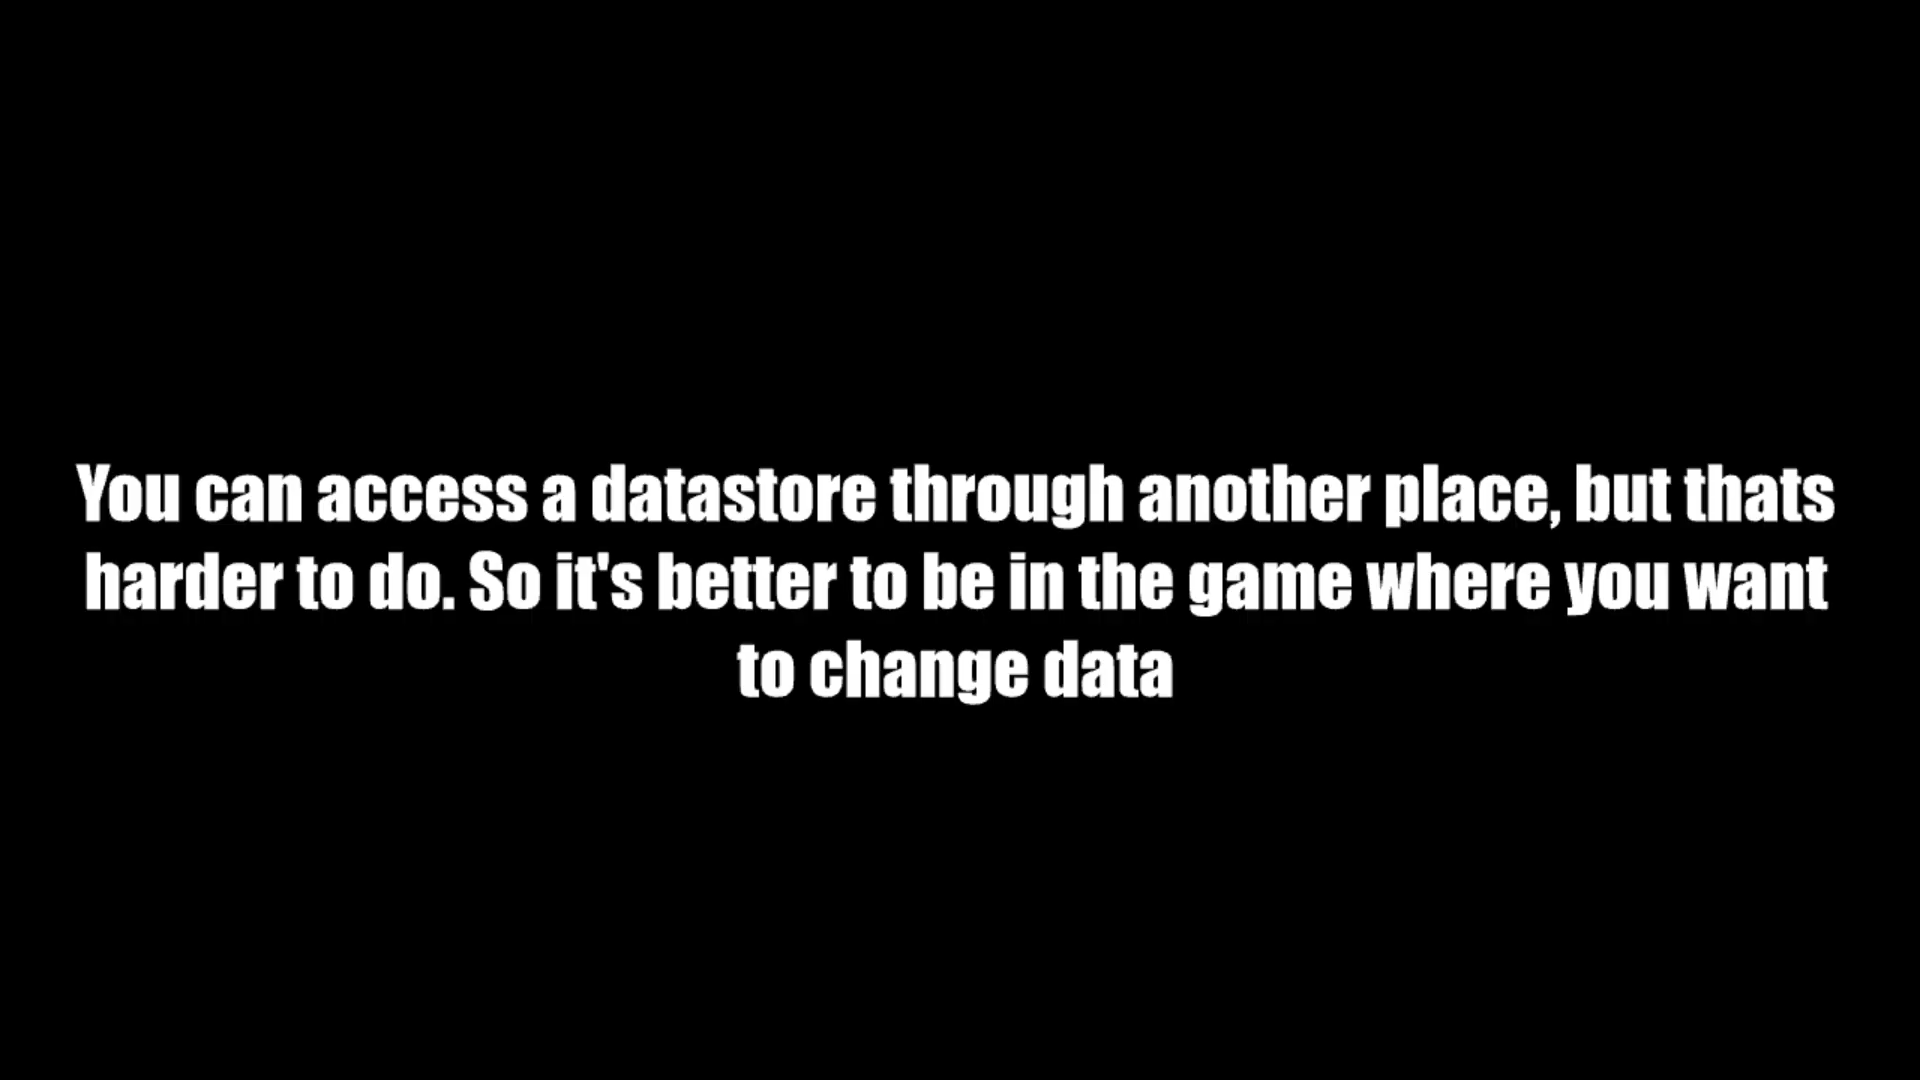 You can access a datastore through another place, but thats
harder to do. So it's better to be in the game where you want
to change data